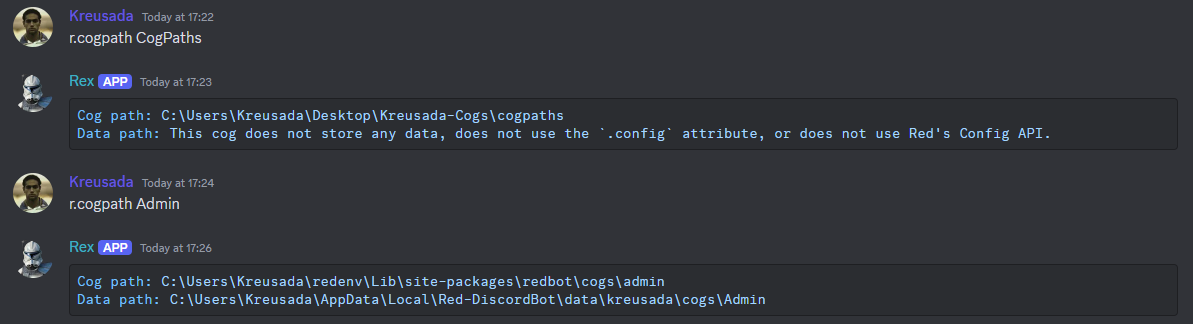 Kreusada Today at 17:22
r.cogpath CogPaths
Rex APP Today at 17:23
Cog path: C:\Users\Kreusada\Desktop\Kreusada-Cogs\cogpaths
Data path: This cog does not store any data, does not use the `.config` attribute, or does not use Red's Config API.
Kreusada Today at 17:24
r.cogpath Admin
Rex APP Today at 17:26
Cog path: C:\Users\Kreusada\redenv\Lib\site-packages\redbot\cogs\admin
Data path: C:\Users\Kreusada\AppData\Local\Red-DiscordBot\data\kreusada\cogs\Admin